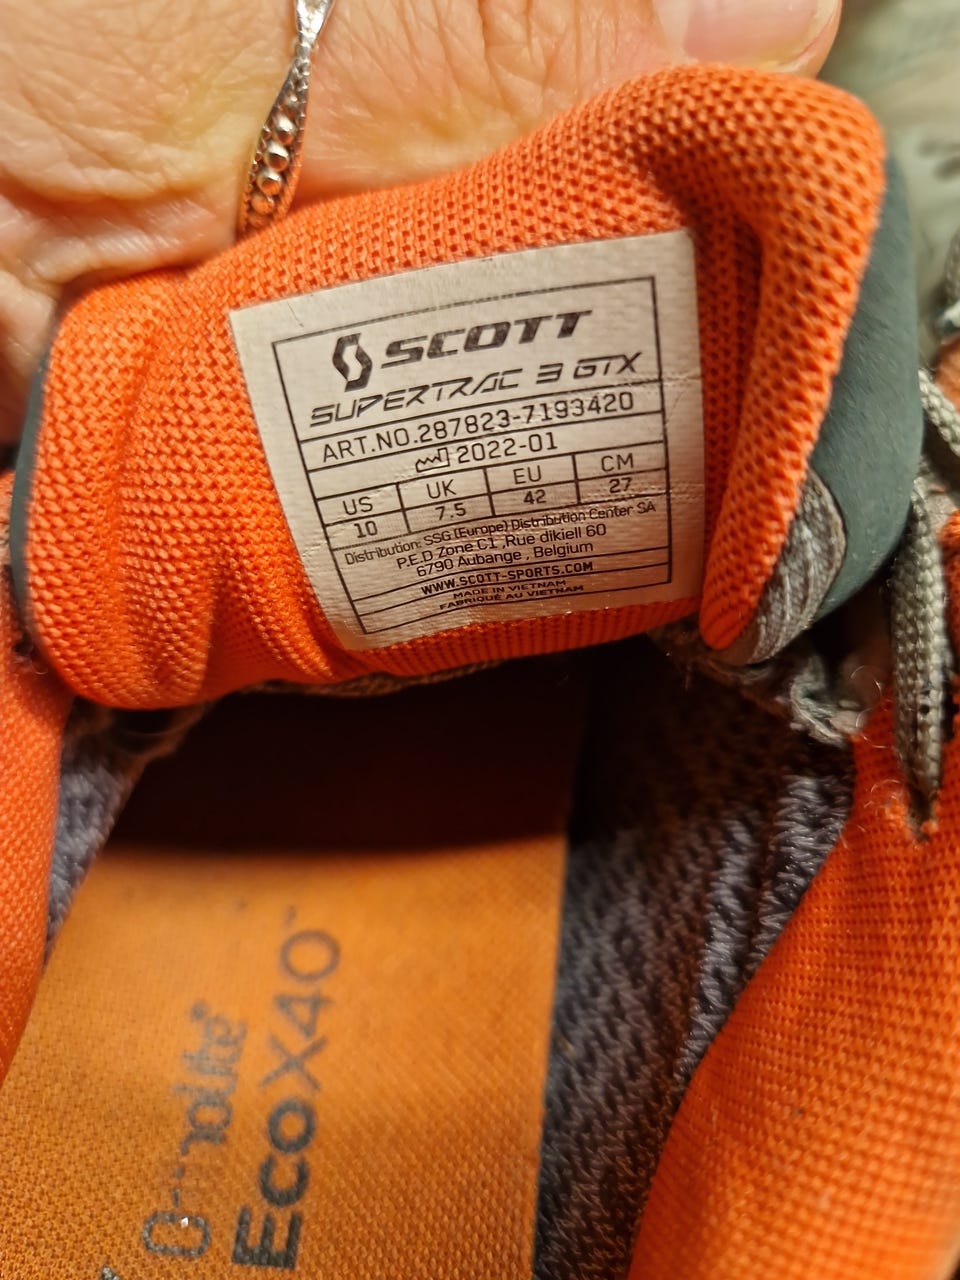 SCOTT
SUPERTRAC 3 GTX
ART.NO.287823-7193420
2022-01
US UK EU CM
10 7.5 42 27
Distribution: SSG (Europe) Distribution Center SA
P.E.D Zone C1 ,Rue dikiell 60
6790 Aubange , Belgium
WWW.SCOTT-SPORTS.COM
MADE IN VIETNAM
FABRIQUÉ AU VIETNAM
EcoX40